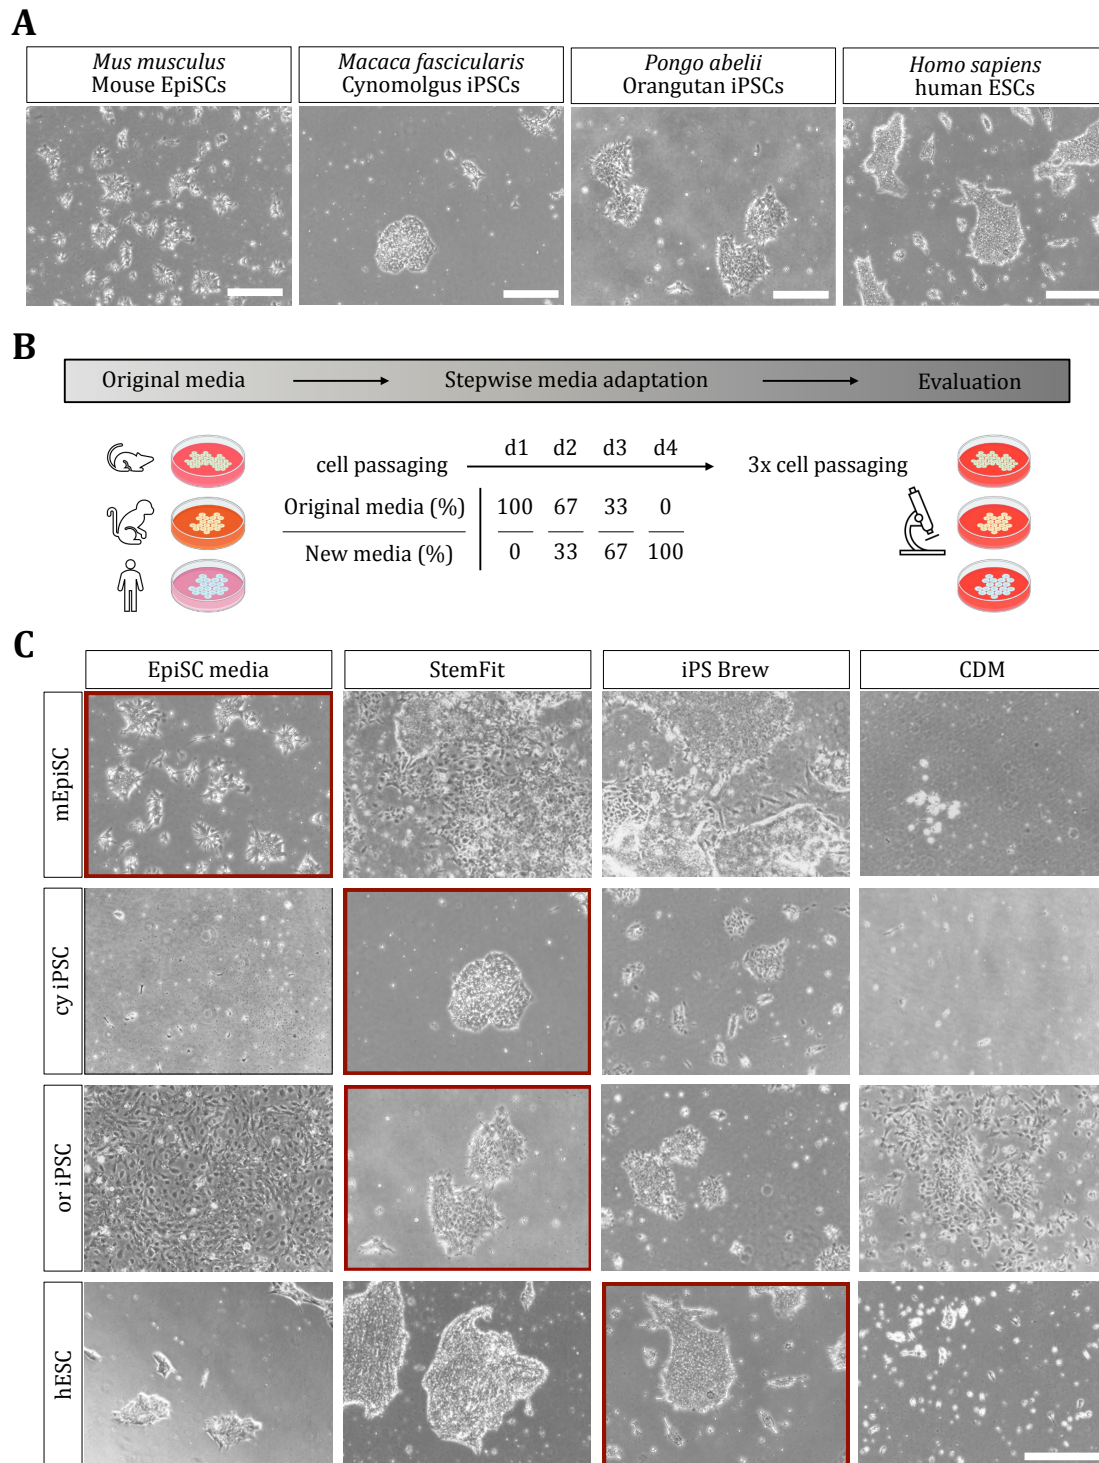 A
Mus musculus
Mouse EpiSCs
Macaca fascicularis
Cynomolgus iPSCs
Pongo abelii
Orangutan iPSCs
Homo sapiens
human ESCs
B
Original media
Stepwise media adaptation
Evaluation
cell passaging
d1 d2 d3 d4
3x cell passaging
Original media (%) 100 67 33 0
New media (%) 0 33 67 100
C
EpiSC media
StemFit
iPS Brew
CDM
mEpiSC
cy iPSC
or iPSC
hESC